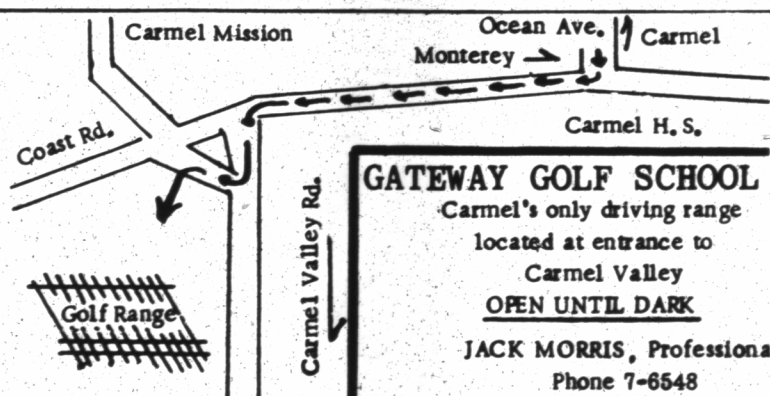 Carmel Mission
Ocean Ave.
Carmel
Monterey
Coast Rd.
Carmel H. S.
Carmel Valley Rd.
Golf Range
GATEWAY GOLF SCHOOL
Carmel's only driving range
located at entrance to
Carmel Valley
OPEN UNTIL DARK
JACK MORRIS, Professiona
Phone 7-6548